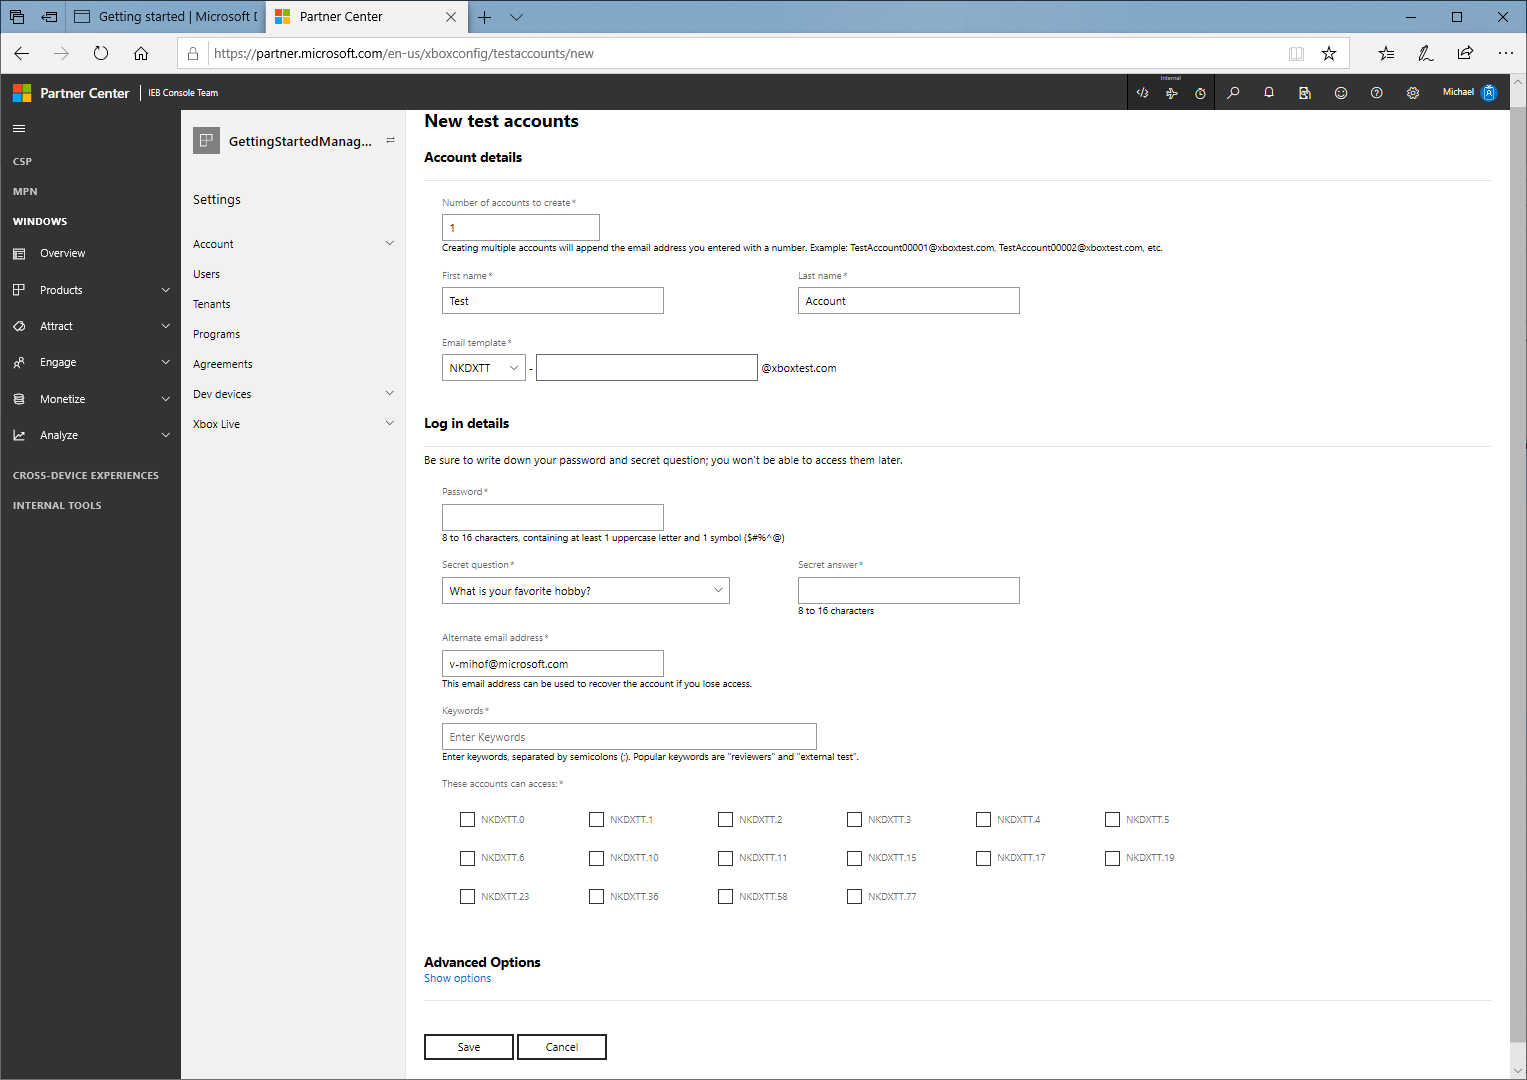 Getting started | Microsoft D
Partner Center
https://partner.microsoft.com/en-us/xboxconfig/testaccounts/new
Partner Center
IEB Console Team
Internal
Michael
CSP
MPN
WINDOWS
Overview
Products
Attract
Engage
Monetize
Analyze
CROSS-DEVICE EXPERIENCES
INTERNAL TOOLS
GettingStartedManag...
Settings
Account
Users
Tenants
Programs
Agreements
Dev devices
Xbox Live
New test accounts
Account details
Number of accounts to create*
1
Creating multiple accounts will append the email address you entered with a number. Example: TestAccount00001@xboxtest.com, TestAccount00002@xboxtest.com, etc.
First name* Last name*
Test Account
Email template*
NKDXTT - @xboxtest.com
Log in details
Be sure to write down your password and secret question; you won't be able to access them later.
Password*
8 to 16 characters, containing at least 1 uppercase letter and 1 symbol ($#%^@)
Secret question* Secret answer*
What is your favorite hobby?
8 to 16 characters
Alternate email address*
v-mihof@microsoft.com
This email address can be used to recover the account if you lose access.
Keywords*
Enter Keywords
Enter keywords, separated by semicolons (;). Popular keywords are "reviewers" and "external test".
These accounts can access:*
NKDXTT.0 NKDXTT.1 NKDXTT.2 NKDXTT.3 NKDXTT.4 NKDXTT.5
NKDXTT.6 NKDXTT.10 NKDXTT.11 NKDXTT.15 NKDXTT.17 NKDXTT.19
NKDXTT.23 NKDXTT.36 NKDXTT.58 NKDXTT.77
Advanced Options
Show options
Save Cancel